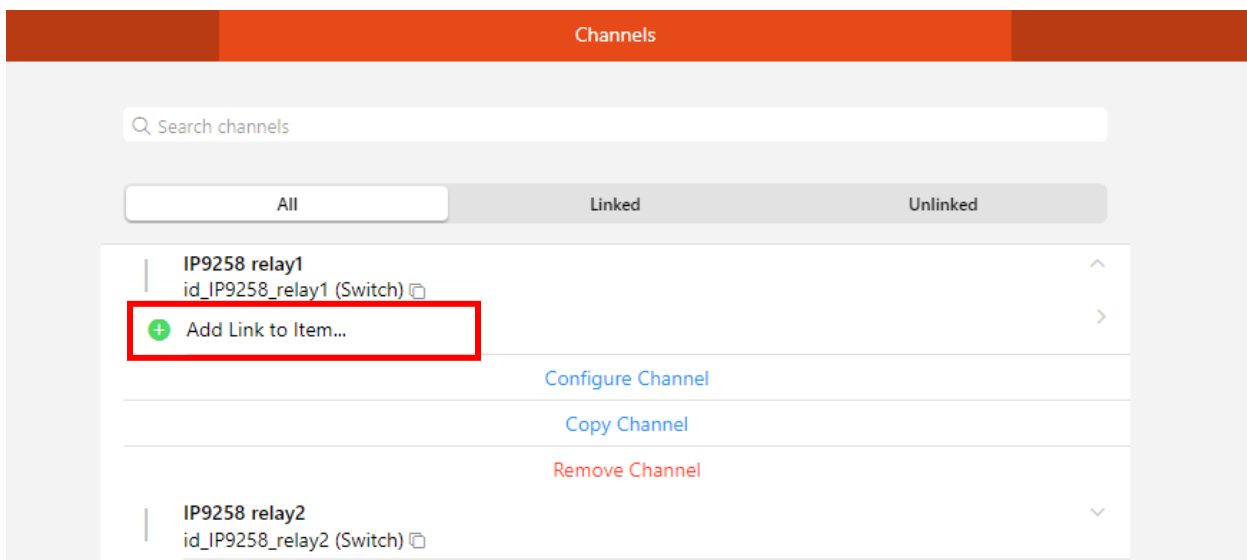 Channels
Search channels
All Linked Unlinked
IP9258 relay1
id_IP9258_relay1 (Switch)
Add Link to Item...
Configure Channel
Copy Channel
Remove Channel
IP9258 relay2
id_IP9258_relay2 (Switch)